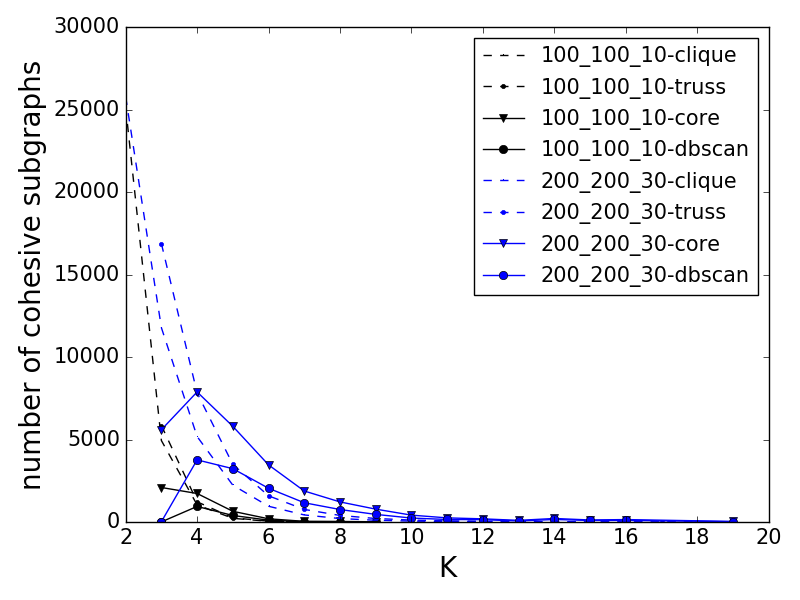 30000
25000
20000
15000
10000
5000
0
number of cohesive subgraphs
100_100_10-clique
100_100_10-truss
100_100_10-core
100_100_10-dbscan
200_200_30-clique
200_200_30-truss
200_200_30-core
200_200_30-dbscan
2 4 6 8 10 12 14 16 18 20
K